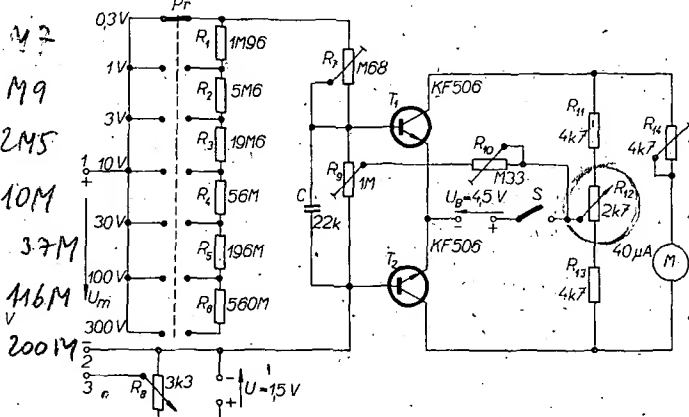 Pr
M7
M9
2M5
10M
3.7M
116M
200M
0,3V
1V
3V
10V
30V
100V
300V
1
+
Um
V
2
3
R1 1M96
R2 5M6
R3 19M6
R4 56M
R5 196M
R6 560M
R8 3k3
U=1,5 V
-
+
C
22k
R7 M68
R9 1M
T1
KF506
T2
KF506
R10
M33
UB=4,5 V
S
-
+
R11
4k7
R12
2k7
R13
4k7
R14
4k7
40µA
M